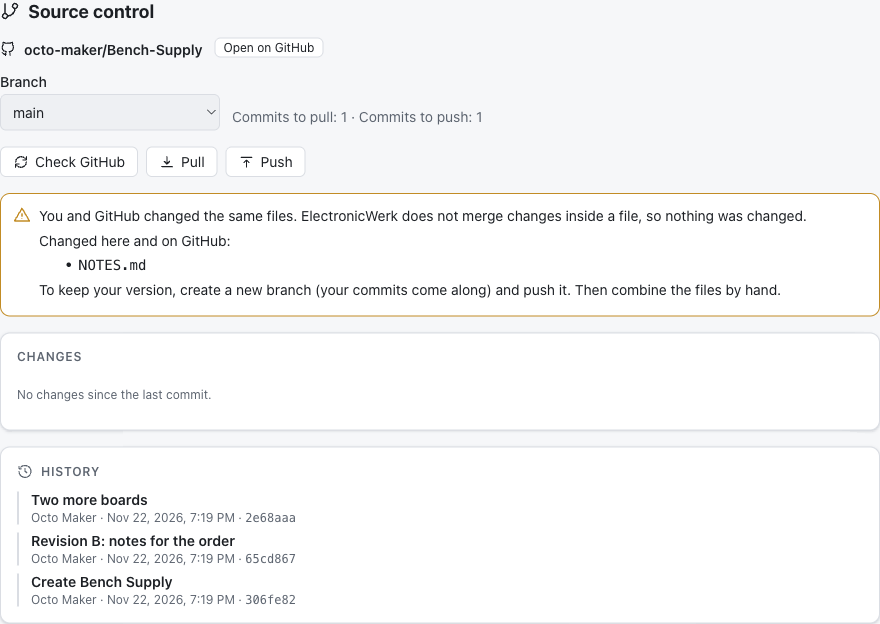 Source control
octo-maker/Bench-Supply Open on GitHub
Branch
main Commits to pull: 1 · Commits to push: 1
Check GitHub Pull Push
You and GitHub changed the same files. ElectronicWerk does not merge changes inside a file, so nothing was changed.
Changed here and on GitHub:
• NOTES.md
To keep your version, create a new branch (your commits come along) and push it. Then combine the files by hand.
CHANGES
No changes since the last commit.
HISTORY
Two more boards
Octo Maker · Nov 22, 2026, 7:19 PM · 2e68aaa
Revision B: notes for the order
Octo Maker · Nov 22, 2026, 7:19 PM · 65cd867
Create Bench Supply
Octo Maker · Nov 22, 2026, 7:19 PM · 306fe82